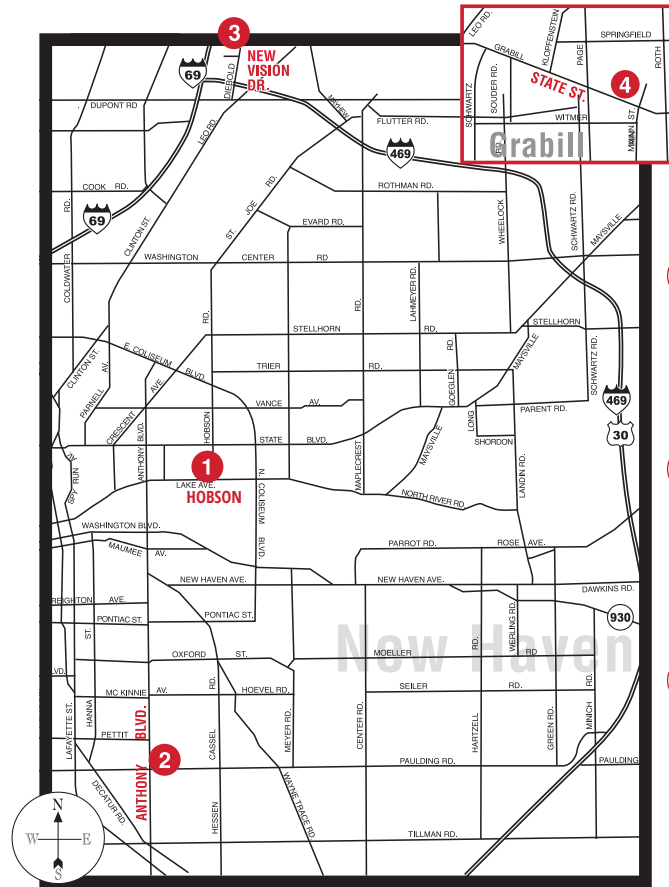 3
NEW
VISION
DR.
DIEBOLD
69
DUPONT RD
LEO RD.
MAYHEW
FLUTTER RD.
469
LEO RD.
GRABILL
KLOPFENSTEIN
PAGE
SPRINGFIELD
ROTH
SCHWARTZ
SOUDER RD.
STATE ST.
4
WITMER
ST.
RD.
Grabill
COOK RD.
69
RD.
COLDWATER
CLINTON ST.
ST. JOE RD.
ROTHMAN RD.
EVARD RD.
WHEELOCK
SCHWARTZ RD.
MAYSVILLE
WASHINGTON CENTER RD
LAHMEYER RD.
RD.
STELLHORN RD.
STELLHORN
E. COLISEUM BLVD.
CLINTON ST.
PARNELL AV.
CRESCENT AVE.
TRIER RD.
GOEGLEN RD.
MAYSVILLE
SCHWARTZ RD.
469
30
VANCE AV.
PARENT RD.
LONG
SHORDON
ANTHONY BLVD.
HOBSON
STATE BLVD.
MAPLECREST
MAYSVILLE
LANDIN RD.
1
LAKE AVE.
HOBSON
SPY RUN AV.
N. COLISEUM BLVD.
NORTH RIVER RD
WASHINGTON BLVD.
MAUMEE AV.
PARROT RD.
ROSE AVE.
NEW HAVEN AVE.
NEW HAVEN AVE.
DAWKINS RD.
REIGHTON AVE.
PONTIAC ST.
PONTIAC ST.
930
HANNA ST.
WERLING RD.
OXFORD ST.
MOELLER RD
New Haven
LVD.
MC KINNIE AV.
HOEVEL RD.
SEILER RD.
LAFAYETTE ST.
PETTIT
ANTHONY BLVD.
2
CASSEL RD.
HESSEN
MEYER RD.
CENTER RD.
HARTZELL RD.
GREEN RD.
MINICH RD.
PAULDING RD.
PAULDING
DECATUR RD.
WAYNE TRACE RD.
TILLMAN RD.
N
W
E
S